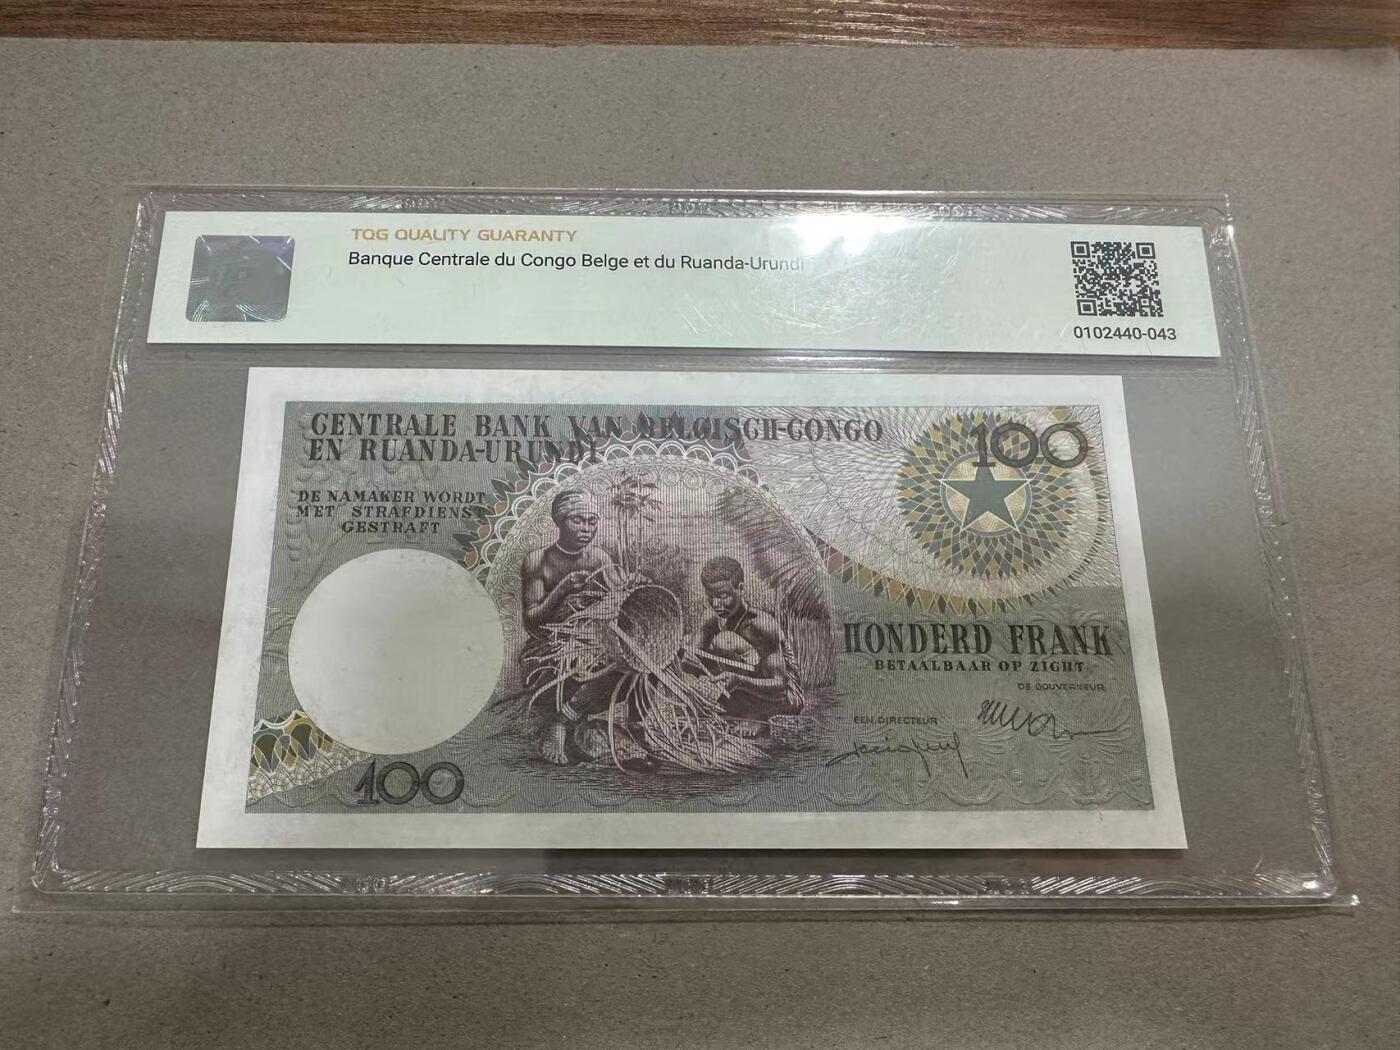 TQG QUALITY GUARANTY
Banque Centrale du Congo Belge et du Ruanda-Urundi
0102440-043
CENTRALE BANK VAN BELGISCH-CONGO
EN RUANDA-URUNDI
100
DE NAMAKER WORDT
MET STRAFDIENST
GESTRAFT
HONDERD FRANK
BETAALBAAR OP ZICHT
DE GOUVERNEUR
EEN DIRECTEUR
100